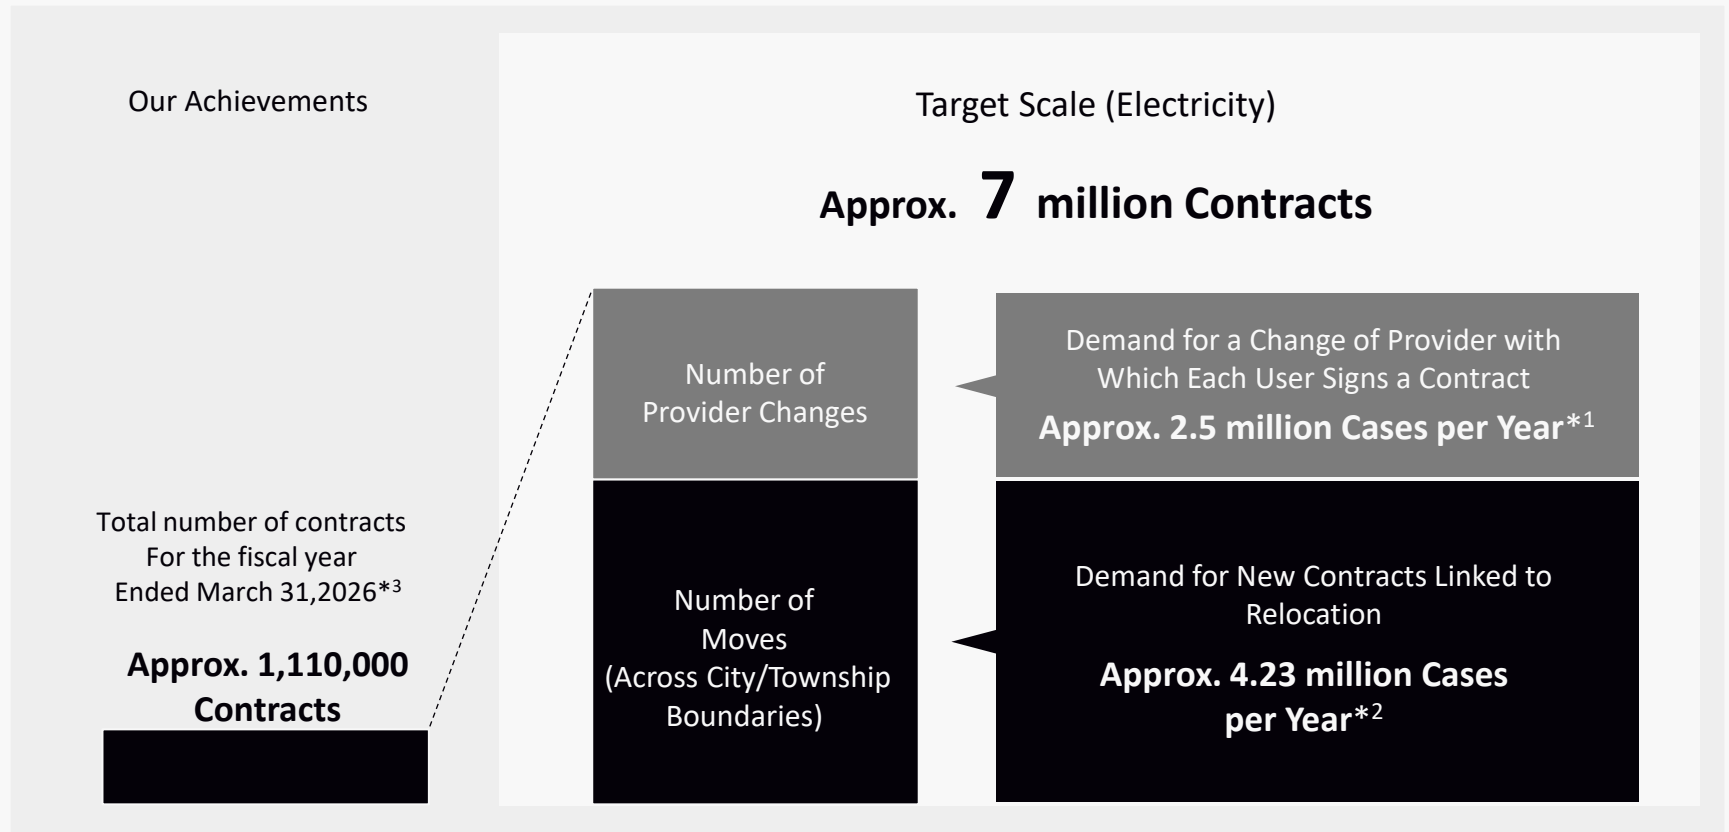 Our Achievements
Total number of contracts
For the fiscal year
Ended March 31,2026*3
Approx. 1,110,000
Contracts
Target Scale (Electricity)
Approx. 7 million Contracts
Number of
Provider Changes
Demand for a Change of Provider with
Which Each User Signs a Contract
Approx. 2.5 million Cases per Year*1
Number of
Moves
(Across City/Township
Boundaries)
Demand for New Contracts Linked to
Relocation
Approx. 4.23 million Cases
per Year*2